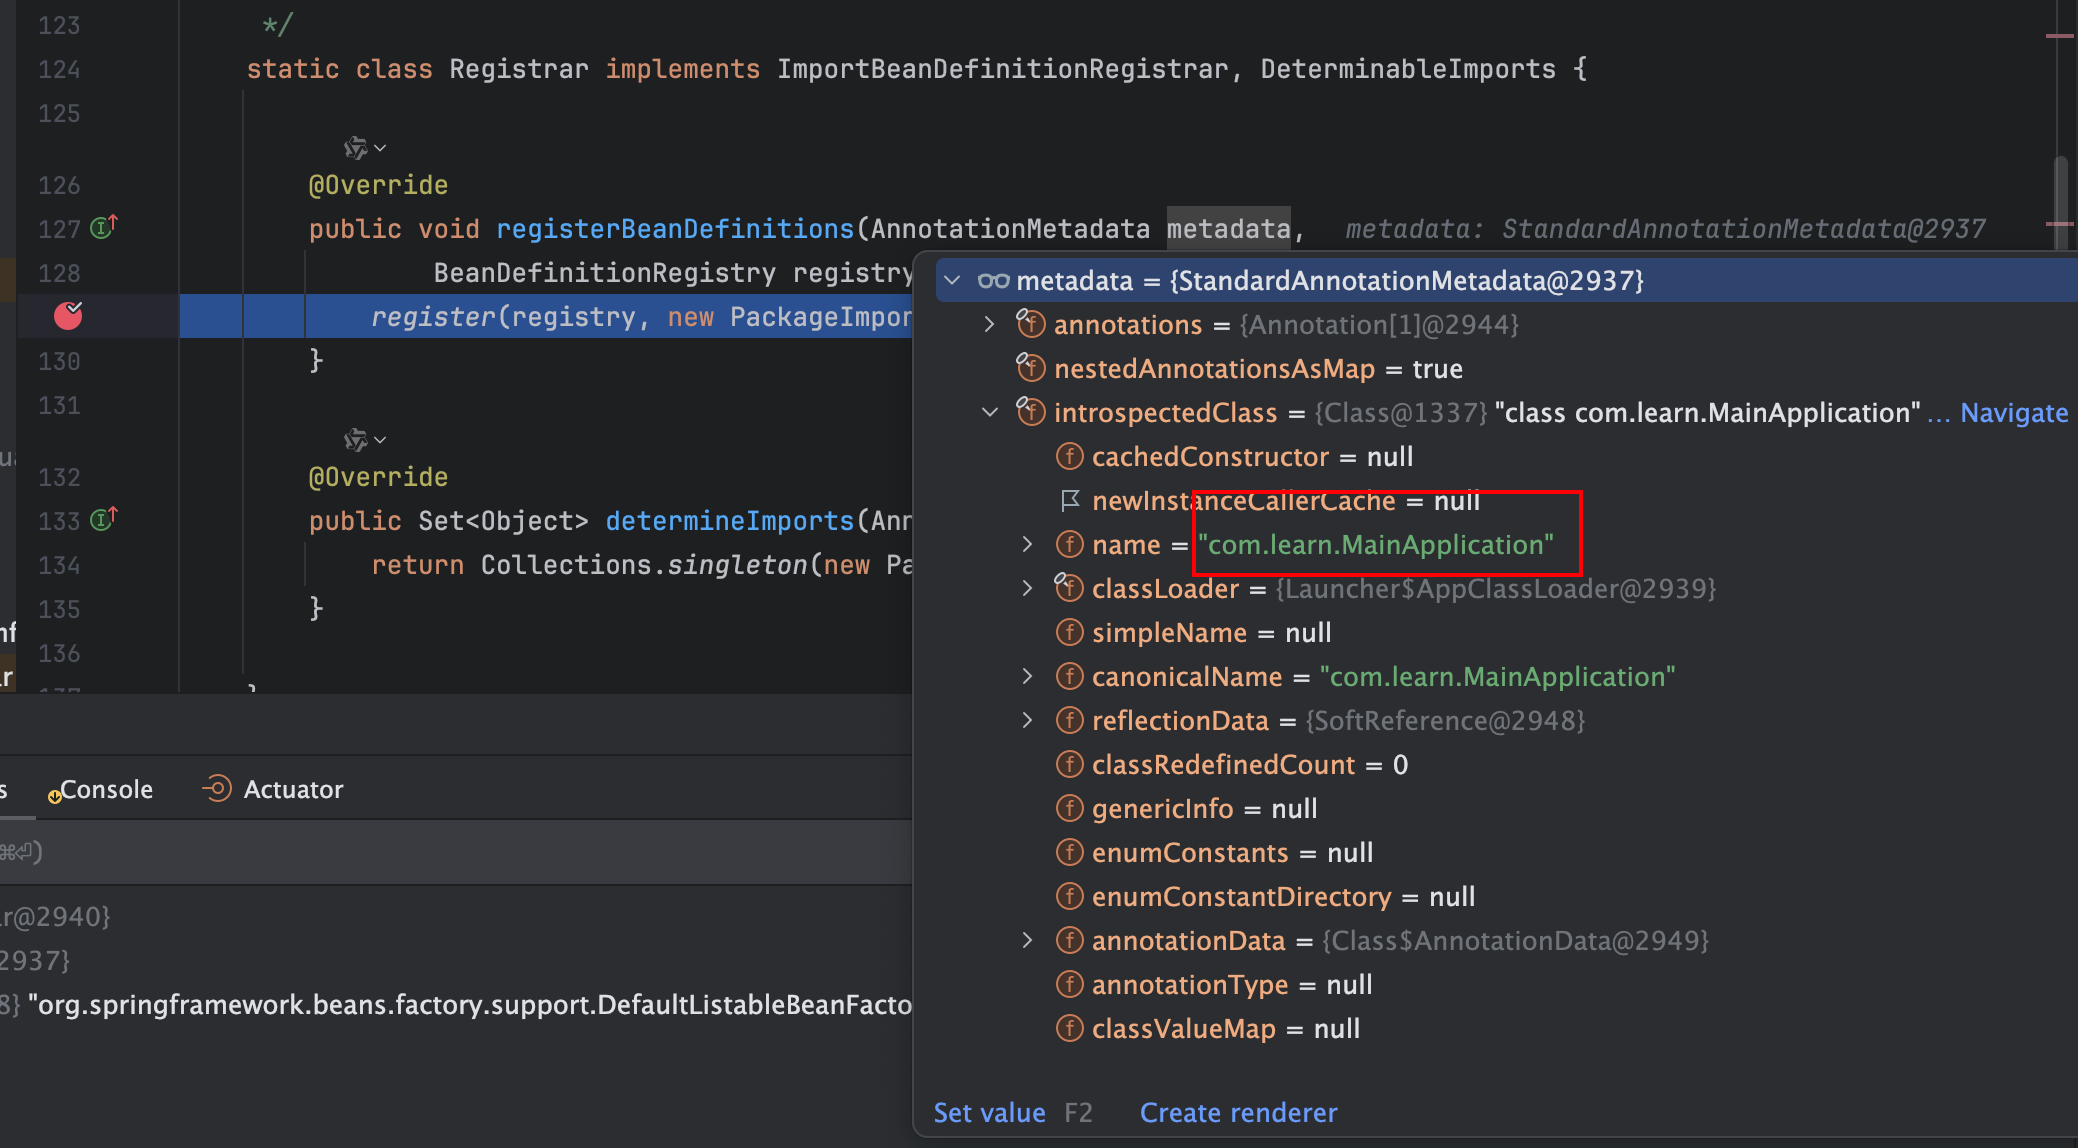 123 */
124 static class Registrar implements ImportBeanDefinitionRegistrar, DeterminableImports {
125
126 @Override
127 public void registerBeanDefinitions(AnnotationMetadata metadata, metadata: StandardAnnotationMetadata@2937
128 BeanDefinitionRegistry registry
register(registry, new PackageImpor
130 }
131
132 @Override
133 public Set<Object> determineImports(Ann
134 return Collections.singleton(new Pa
135 }
136
metadata = {StandardAnnotationMetadata@2937}
annotations = {Annotation[1]@2944}
nestedAnnotationsAsMap = true
introspectedClass = {Class@1337} "class com.learn.MainApplication" ... Navigate
cachedConstructor = null
newInstanceCallerCache = null
name = "com.learn.MainApplication"
classLoader = {Launcher$AppClassLoader@2939}
simpleName = null
canonicalName = "com.learn.MainApplication"
reflectionData = {SoftReference@2948}
classRedefinedCount = 0
genericInfo = null
enumConstants = null
enumConstantDirectory = null
annotationData = {Class$AnnotationData@2949}
annotationType = null
classValueMap = null
Set value F2 Create renderer
s Console Actuator
⌘⏎)
ar@2940}
2937}
8} "org.springframework.beans.factory.support.DefaultListableBeanFacto